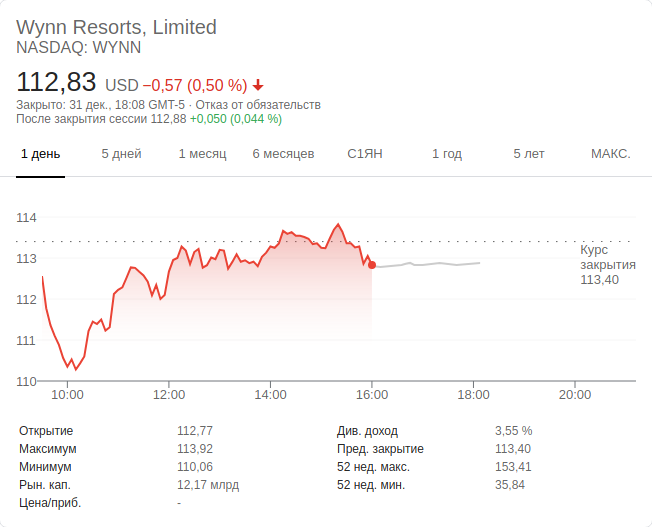 Wynn Resorts, Limited
NASDAQ: WYNN
112,83 USD −0,57 (0,50 %)
Закрыто: 31 дек., 18:08 GMT-5 · Отказ от обязательств
После закрытия сессии 112,88 +0,050 (0,044 %)
1 день 5 дней 1 месяц 6 месяцев С1ЯН 1 год 5 лет МАКС.
114
113
112
111
110
Курс
закрытия
113,40
10:00 12:00 14:00 16:00 18:00 20:00
Открытие 112,77 Див. доход 3,55 %
Максимум 113,92 Пред. закрытие 113,40
Минимум 110,06 52 нед. макс. 153,41
Рын. кап. 12,17 млрд 52 нед. мин. 35,84
Цена/приб. -